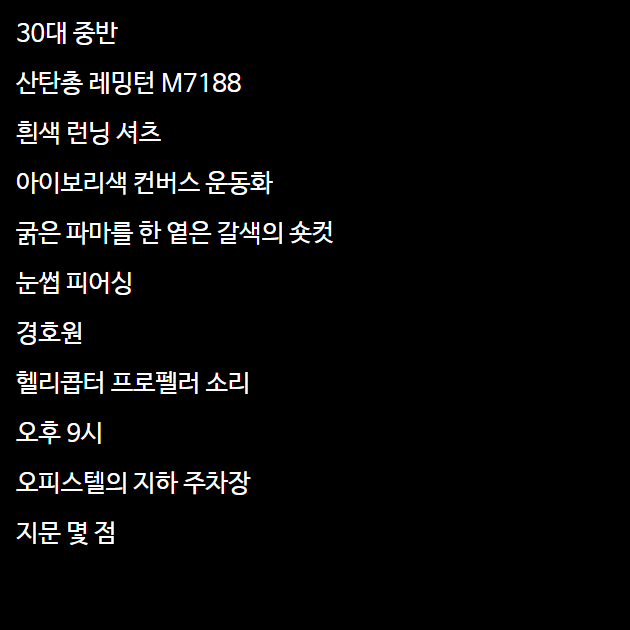 30대 중반
산탄총 레밍턴 M7188
흰색 런닝 셔츠
아이보리색 컨버스 운동화
굵은 파마를 한 옅은 갈색의 숏컷
눈썹 피어싱
경호원
헬리콥터 프로펠러 소리
오후 9시
오피스텔의 지하 주차장
지문 몇 점